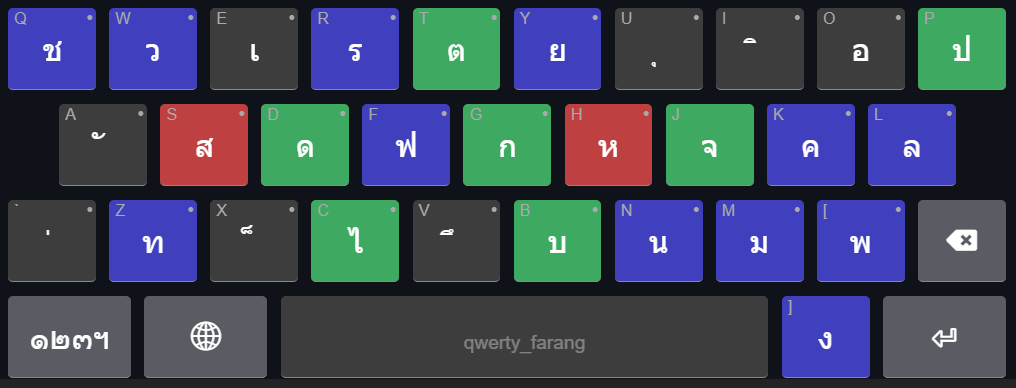 Q ช W ว E เ R ร T ต Y ย U ุ I ิ O อ P ป
A ั S ส D ด F ฟ G ก H ห J จ K ค L ล
` ่ Z ท X ็ C ไ V ึ B บ N น M ม [ พ
๑๒๓ฯ qwerty_farang ] ง